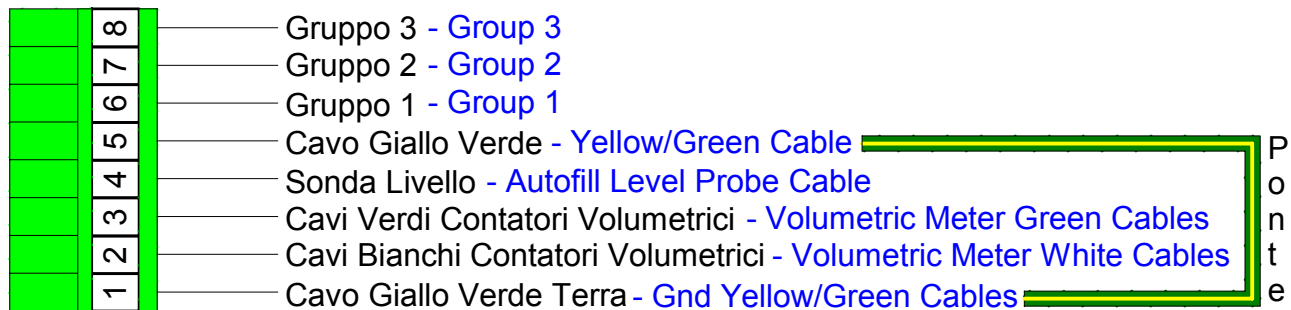 8 Gruppo 3 - Group 3
7 Gruppo 2 - Group 2
6 Gruppo 1 - Group 1
5 Cavo Giallo Verde - Yellow/Green Cable
4 Sonda Livello - Autofill Level Probe Cable
3 Cavi Verdi Contatori Volumetrici - Volumetric Meter Green Cables
2 Cavi Bianchi Contatori Volumetrici - Volumetric Meter White Cables
1 Cavo Giallo Verde Terra - Gnd Yellow/Green Cables
Ponte